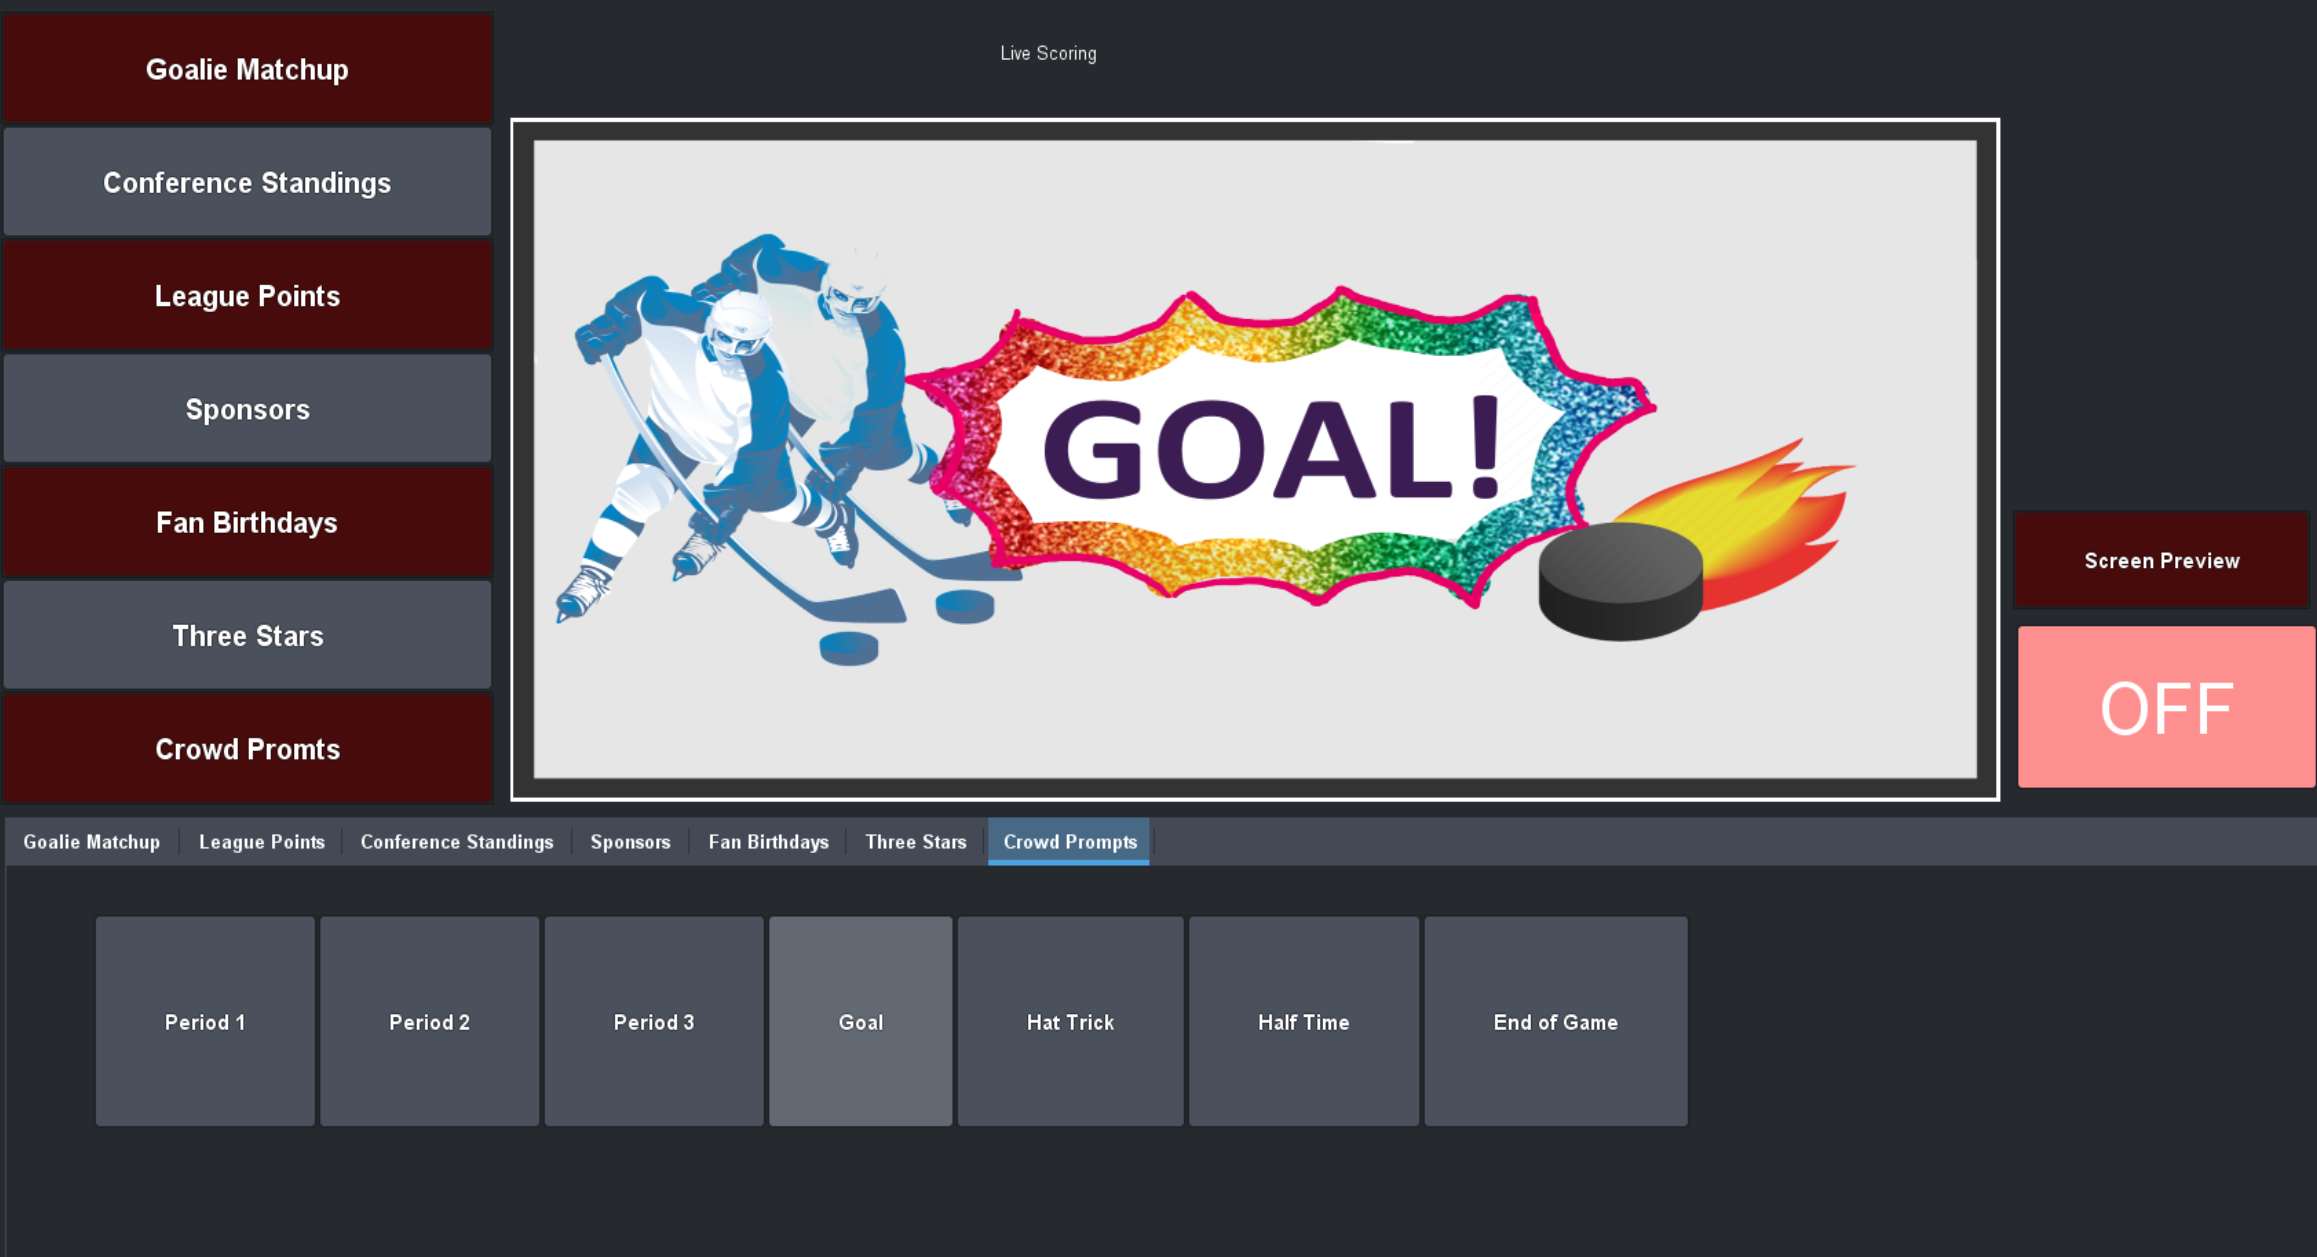 Live Scoring
Goalie Matchup
Conference Standings
League Points
Sponsors
Fan Birthdays
Three Stars
Crowd Promts
GOAL!
Screen Preview
OFF
Goalie Matchup League Points Conference Standings Sponsors Fan Birthdays Three Stars Crowd Prompts
Period 1 Period 2 Period 3 Goal Hat Trick Half Time End of Game